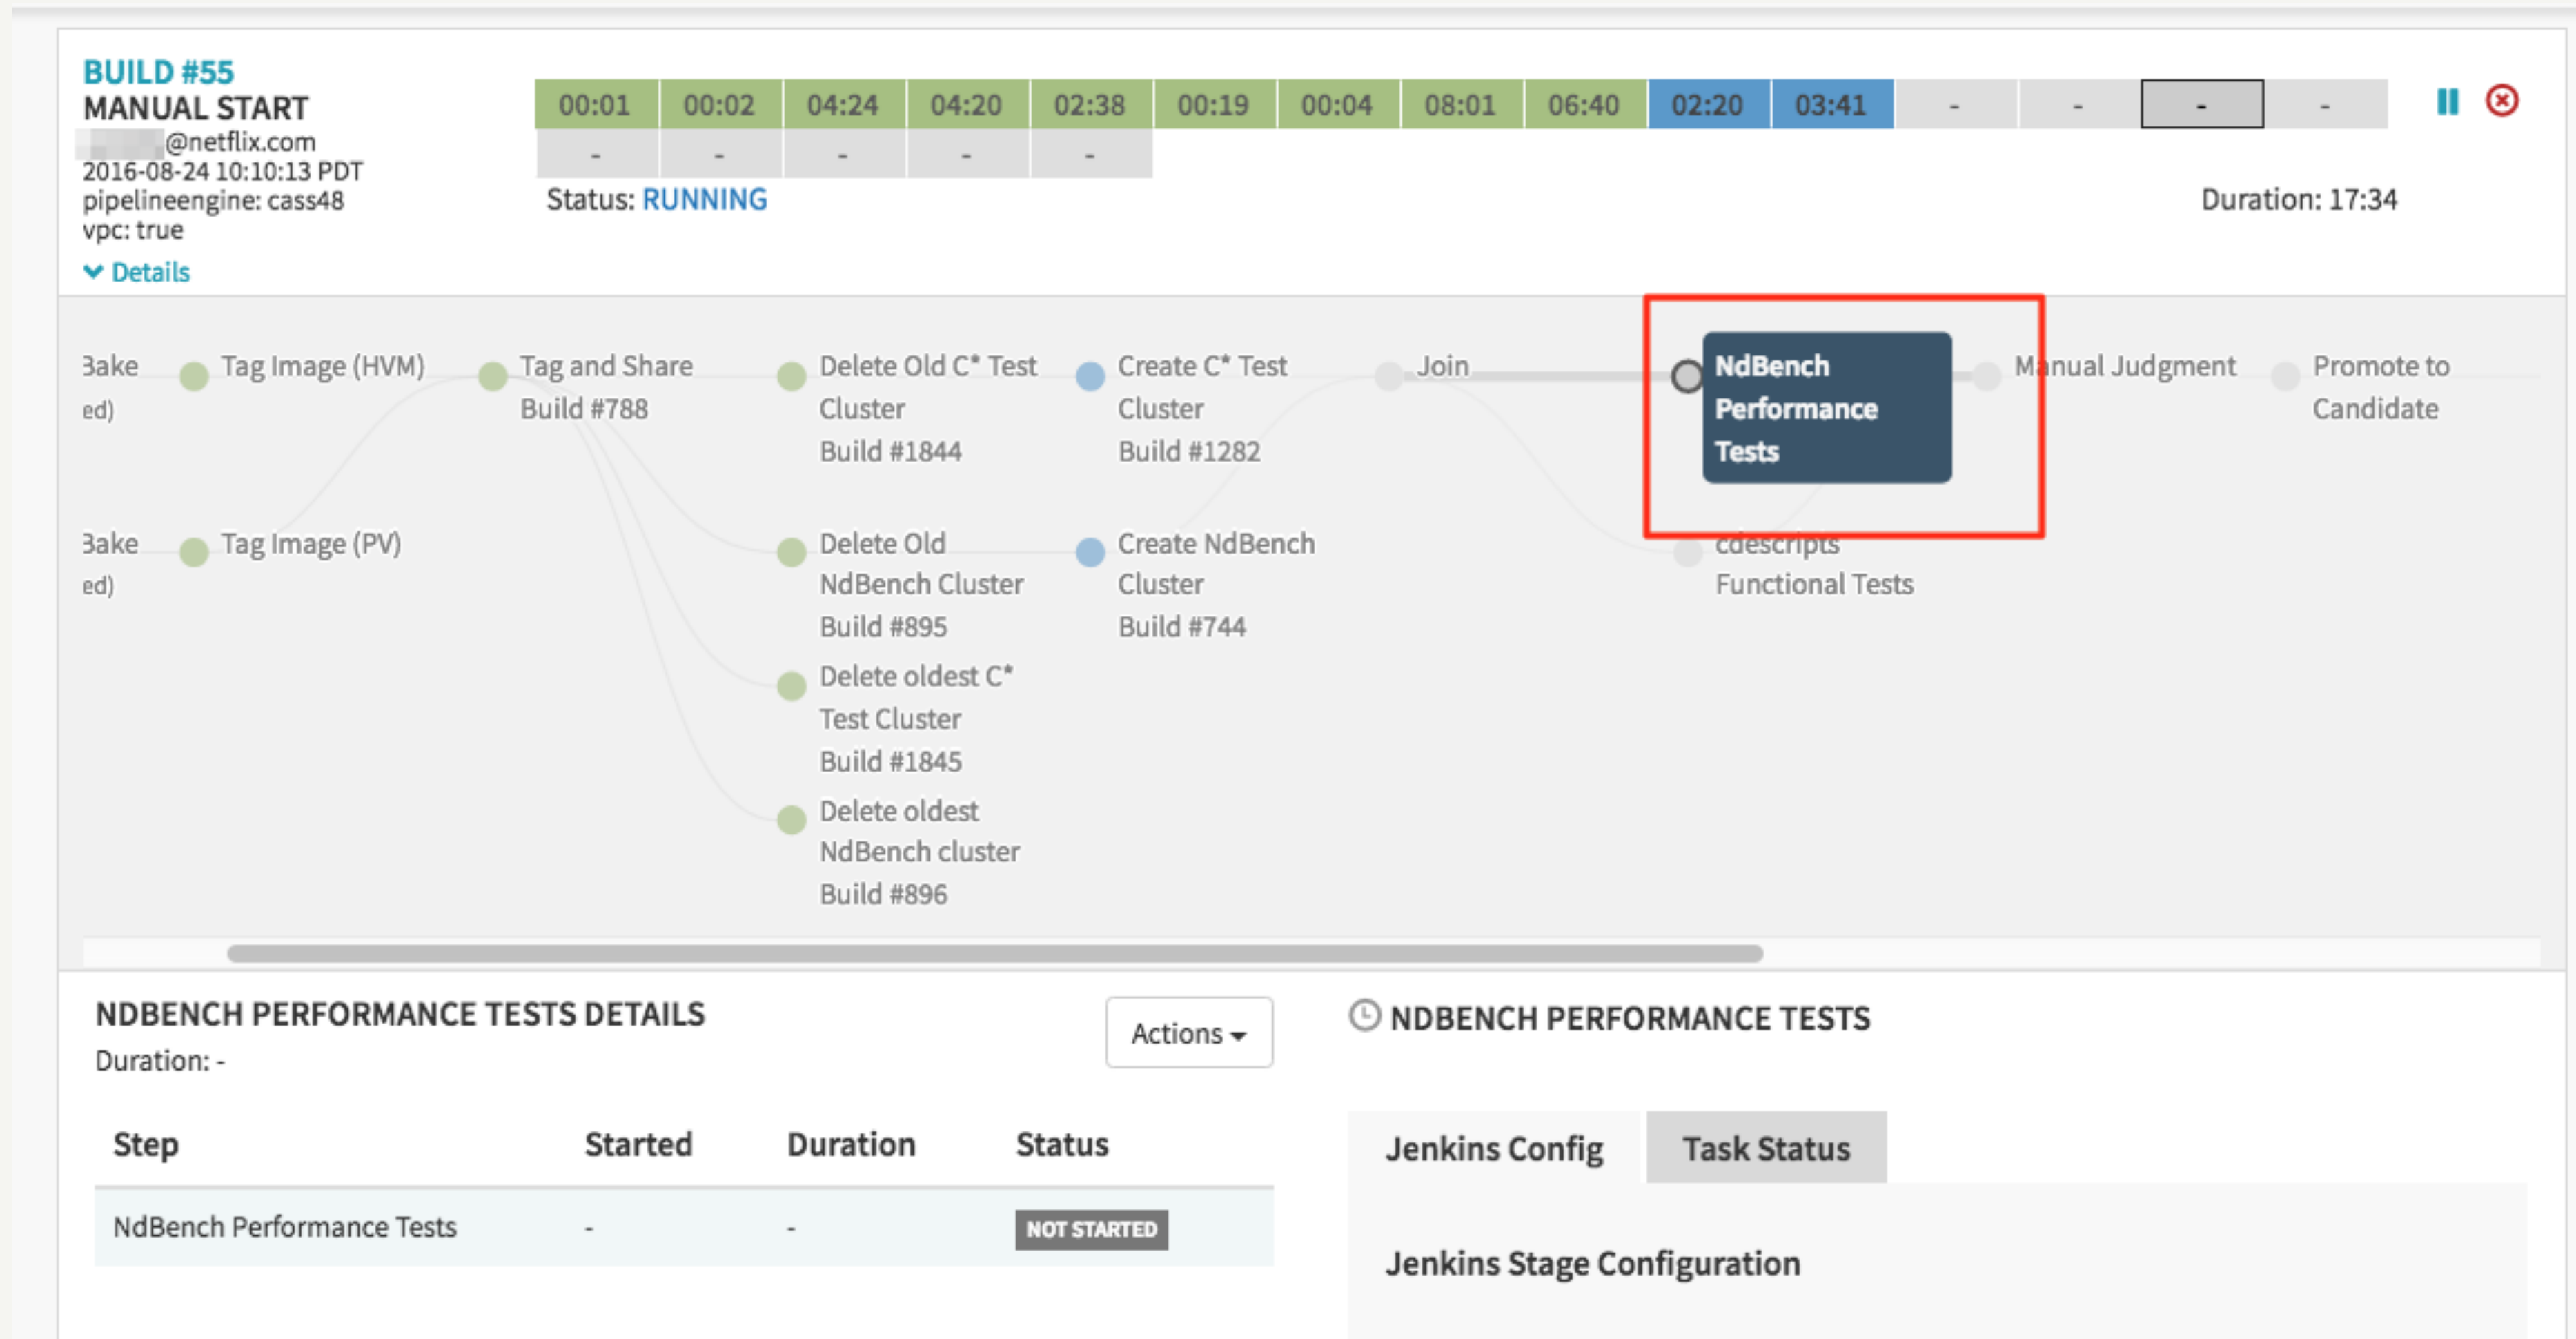 BUILD #55
MANUAL START
@netflix.com
2016-08-24 10:10:13 PDT
pipelineengine: cass48
vpc: true
Details
00:01 00:02 04:24 04:20 02:38 00:19 00:04 08:01 06:40 02:20 03:41 - - - -
- - - - -
Status: RUNNING
Duration: 17:34
Bake
ed)
Tag Image (HVM)
Tag and Share
Build #788
Delete Old C* Test
Cluster
Build #1844
Create C* Test
Cluster
Build #1282
Join
NdBench
Performance
Tests
Manual Judgment
Promote to
Candidate
Bake
ed)
Tag Image (PV)
Delete Old
NdBench Cluster
Build #895
Create NdBench
Cluster
Build #744
cdescripts
Functional Tests
Delete oldest C*
Test Cluster
Build #1845
Delete oldest
NdBench cluster
Build #896
NDBENCH PERFORMANCE TESTS DETAILS
Duration: -
Actions
Step Started Duration Status
NdBench Performance Tests - - NOT STARTED
NDBENCH PERFORMANCE TESTS
Jenkins Config Task Status
Jenkins Stage Configuration